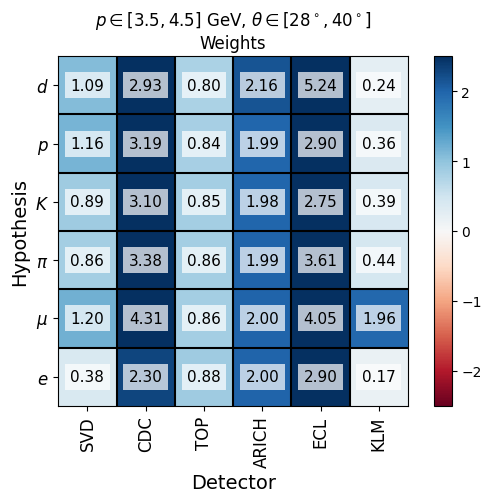 p ∈ [3.5, 4.5] GeV, θ ∈ [28°, 40°]
Weights
Hypothesis
d 1.09 2.93 0.80 2.16 5.24 0.24
p 1.16 3.19 0.84 1.99 2.90 0.36
K 0.89 3.10 0.85 1.98 2.75 0.39
π 0.86 3.38 0.86 1.99 3.61 0.44
μ 1.20 4.31 0.86 2.00 4.05 1.96
e 0.38 2.30 0.88 2.00 2.90 0.17
SVD CDC TOP ARICH ECL KLM
Detector
2
1
0
−1
−2